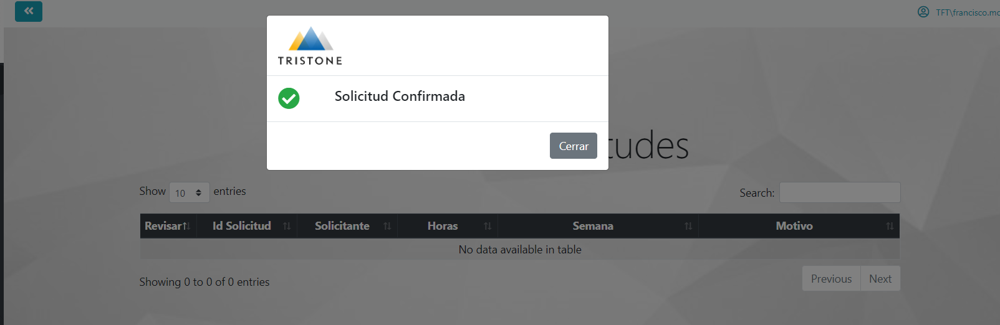 TFT\francisco.mc
TRISTONE
Solicitud Confirmada
Cerrar
tudes
Show 10 entries
Search:
Revisar Id Solicitud Solicitante Horas Semana Motivo
No data available in table
Showing 0 to 0 of 0 entries
Previous Next